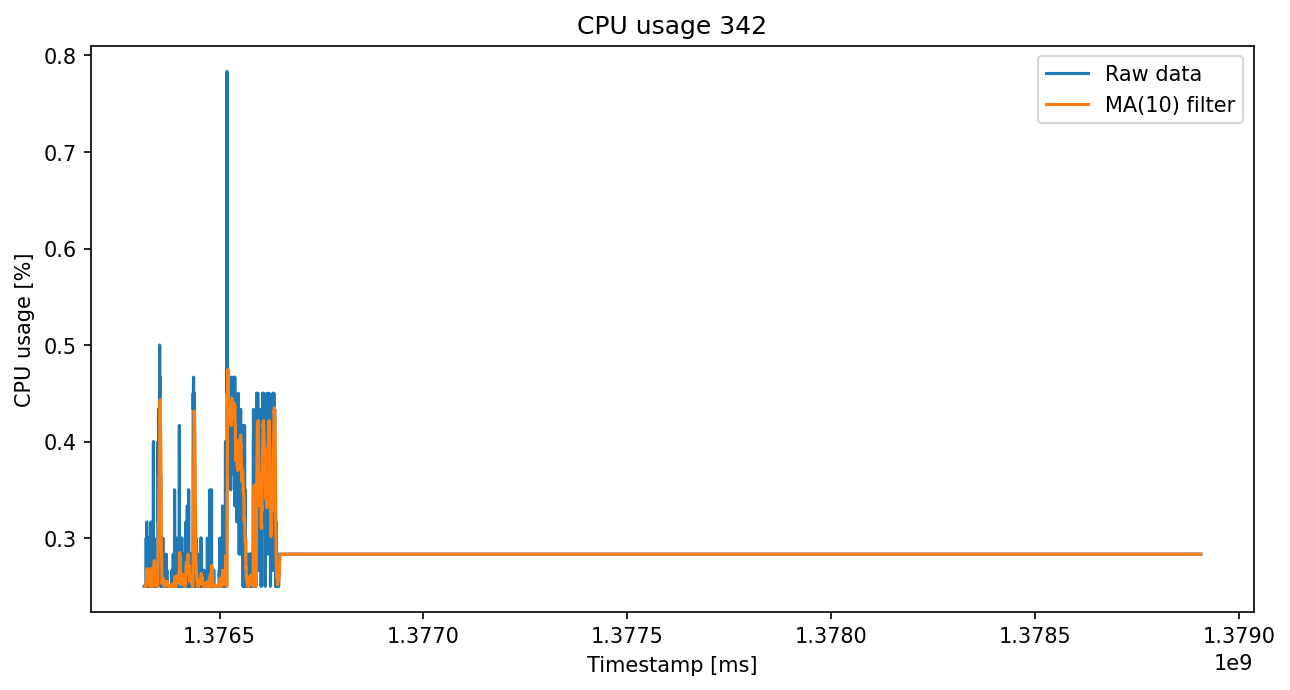 CPU usage 342
Raw data
MA(10) filter
CPU usage [%]
0.8
0.7
0.6
0.5
0.4
0.3
1.3765
1.3770
1.3775
1.3780
1.3785
1.3790
1e9
Timestamp [ms]